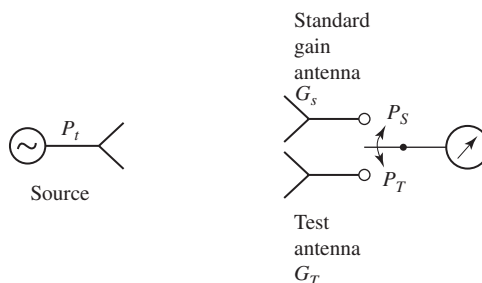 Standard
gain
antenna
G_s
P_t
P_S
Source
P_T
Test
antenna
G_T